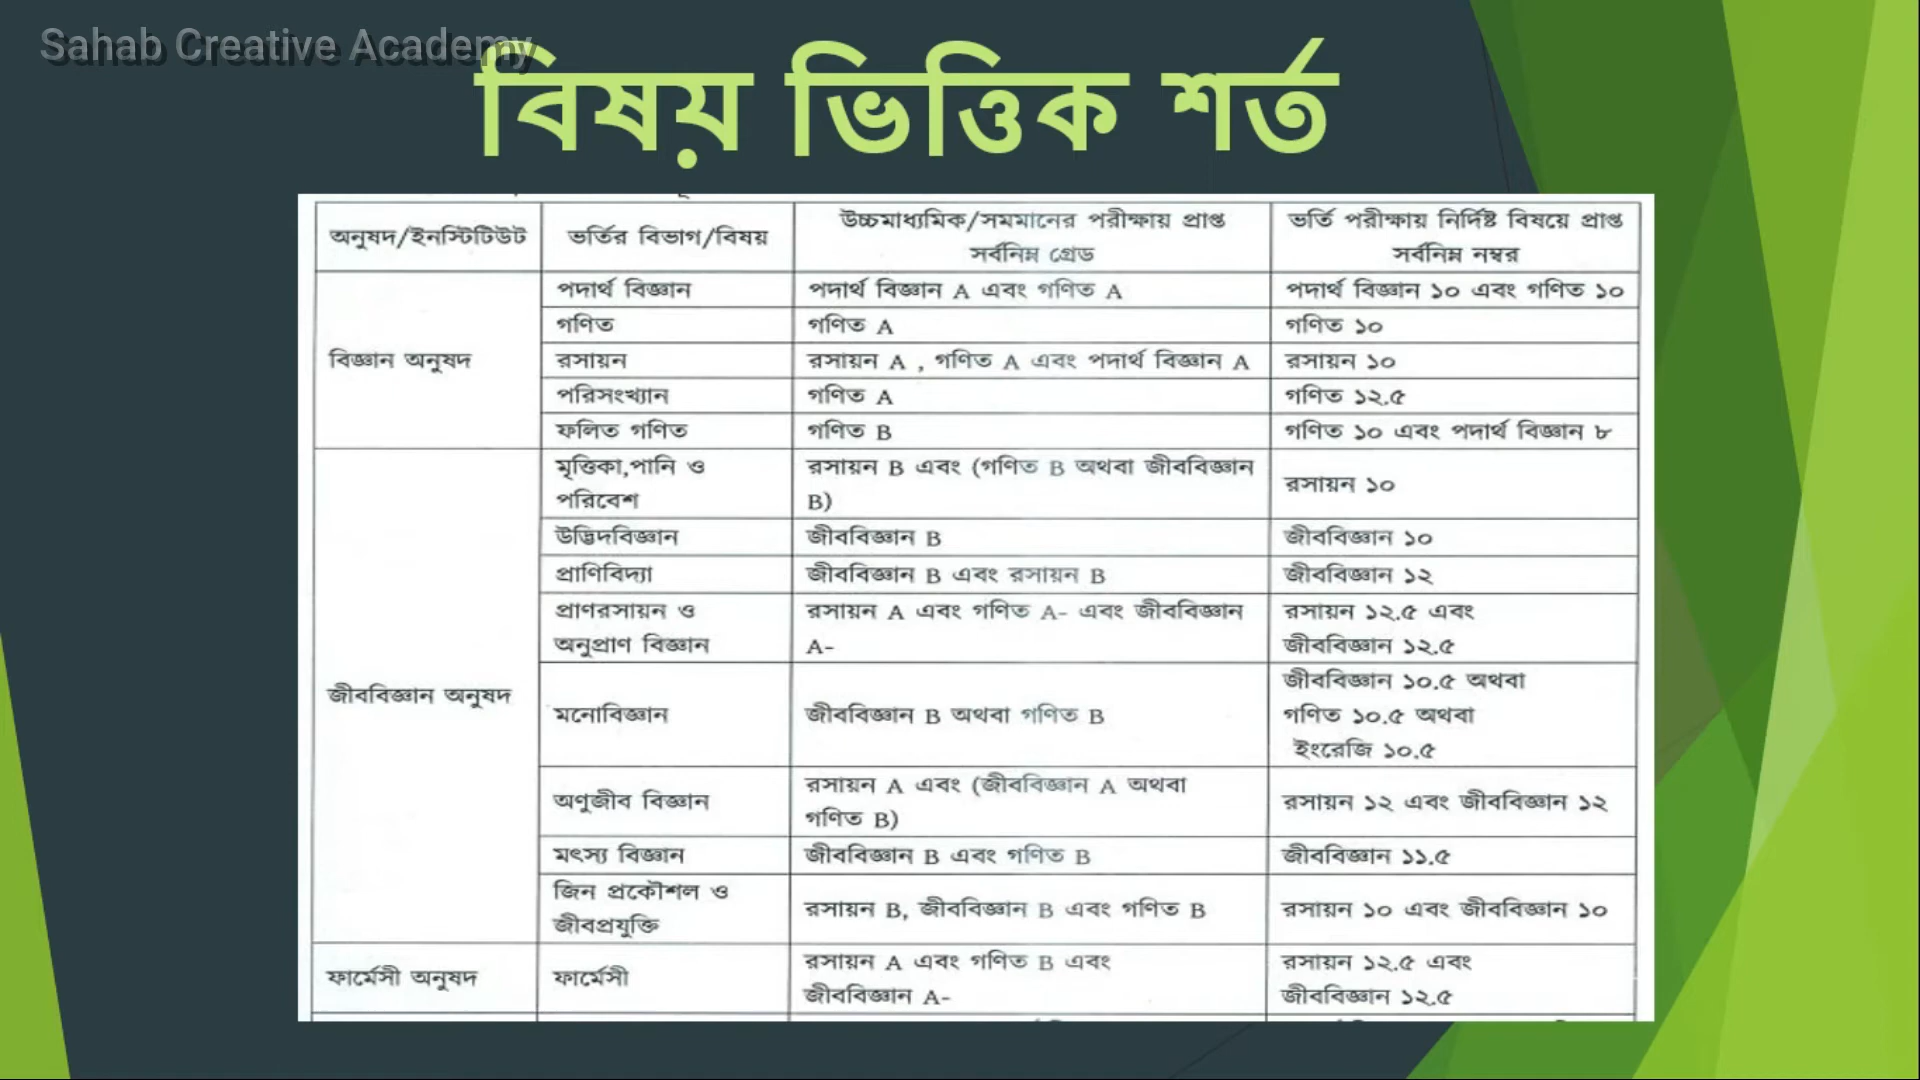 Sahab Creative Academy
বিষয় ভিত্তিক শর্ত
অনুষদ/ইনস্টিটিউট
ভর্তির বিভাগ/বিষয়
উচ্চমাধ্যমিক/সমমানের পরীক্ষায় প্রাপ্ত
সর্বনিম্ন গ্রেড
ভর্তি পরীক্ষায় নির্দিষ্ট বিষয়ে প্রাপ্ত
সর্বনিম্ন নম্বর
বিজ্ঞান অনুষদ
পদার্থ বিজ্ঞান
পদার্থ বিজ্ঞান A এবং গণিত A
পদার্থ বিজ্ঞান ১০ এবং গণিত ১০
গণিত
গণিত A
গণিত ১০
রসায়ন
রসায়ন A , গণিত A এবং পদার্থ বিজ্ঞান A
রসায়ন ১০
পরিসংখ্যান
গণিত A
গণিত ১২.৫
ফলিত গণিত
গণিত B
গণিত ১০ এবং পদার্থ বিজ্ঞান ৮
জীববিজ্ঞান অনুষদ
মৃত্তিকা,পানি ও
পরিবেশ
রসায়ন B এবং (গণিত B অথবা জীববিজ্ঞান
B)
রসায়ন ১০
উদ্ভিদবিজ্ঞান
জীববিজ্ঞান B
জীববিজ্ঞান ১০
প্রাণিবিদ্যা
জীববিজ্ঞান B এবং রসায়ন B
জীববিজ্ঞান ১২
প্রাণরসায়ন ও
অনুপ্রাণ বিজ্ঞান
রসায়ন A এবং গণিত A- এবং জীববিজ্ঞান
A-
রসায়ন ১২.৫ এবং
জীববিজ্ঞান ১২.৫
মনোবিজ্ঞান
জীববিজ্ঞান B অথবা গণিত B
জীববিজ্ঞান ১০.৫ অথবা
গণিত ১০.৫ অথবা
ইংরেজি ১০.৫
অণুজীব বিজ্ঞান
রসায়ন A এবং (জীববিজ্ঞান A অথবা
গণিত B)
রসায়ন ১২ এবং জীববিজ্ঞান ১২
মৎস্য বিজ্ঞান
জীববিজ্ঞান B এবং গণিত B
জীববিজ্ঞান ১১.৫
জিন প্রকৌশল ও
জীবপ্রযুক্তি
রসায়ন B, জীববিজ্ঞান B এবং গণিত B
রসায়ন ১০ এবং জীববিজ্ঞান ১০
ফার্মেসী অনুষদ
ফার্মেসী
রসায়ন A এবং গণিত B এবং
জীববিজ্ঞান A-
রসায়ন ১২.৫ এবং
জীববিজ্ঞান ১২.৫